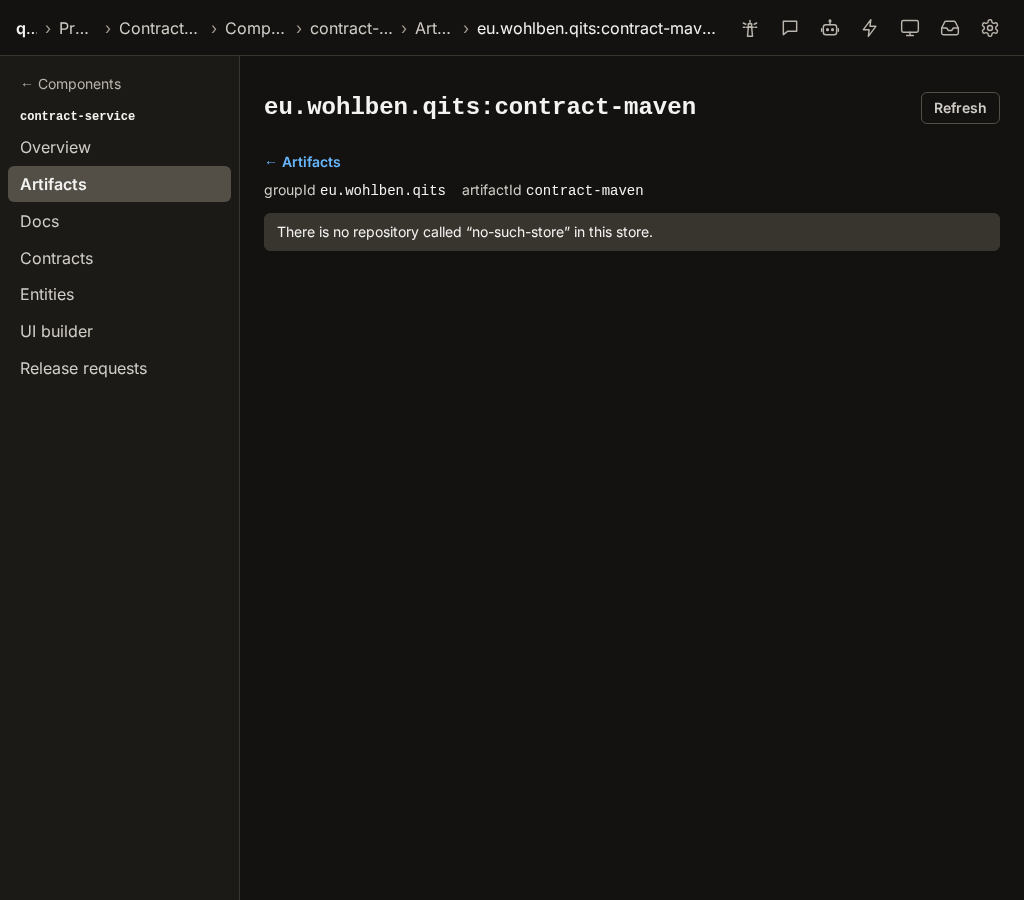 q… › Pr… › Contract… › Comp… › contract-… › Art… › eu.wohlben.qits:contract-mav…
← Components
contract-service
Overview
Artifacts
Docs
Contracts
Entities
UI builder
Release requests
eu.wohlben.qits:contract-maven
Refresh
← Artifacts
groupId eu.wohlben.qits artifactId contract-maven
There is no repository called “no-such-store” in this store.